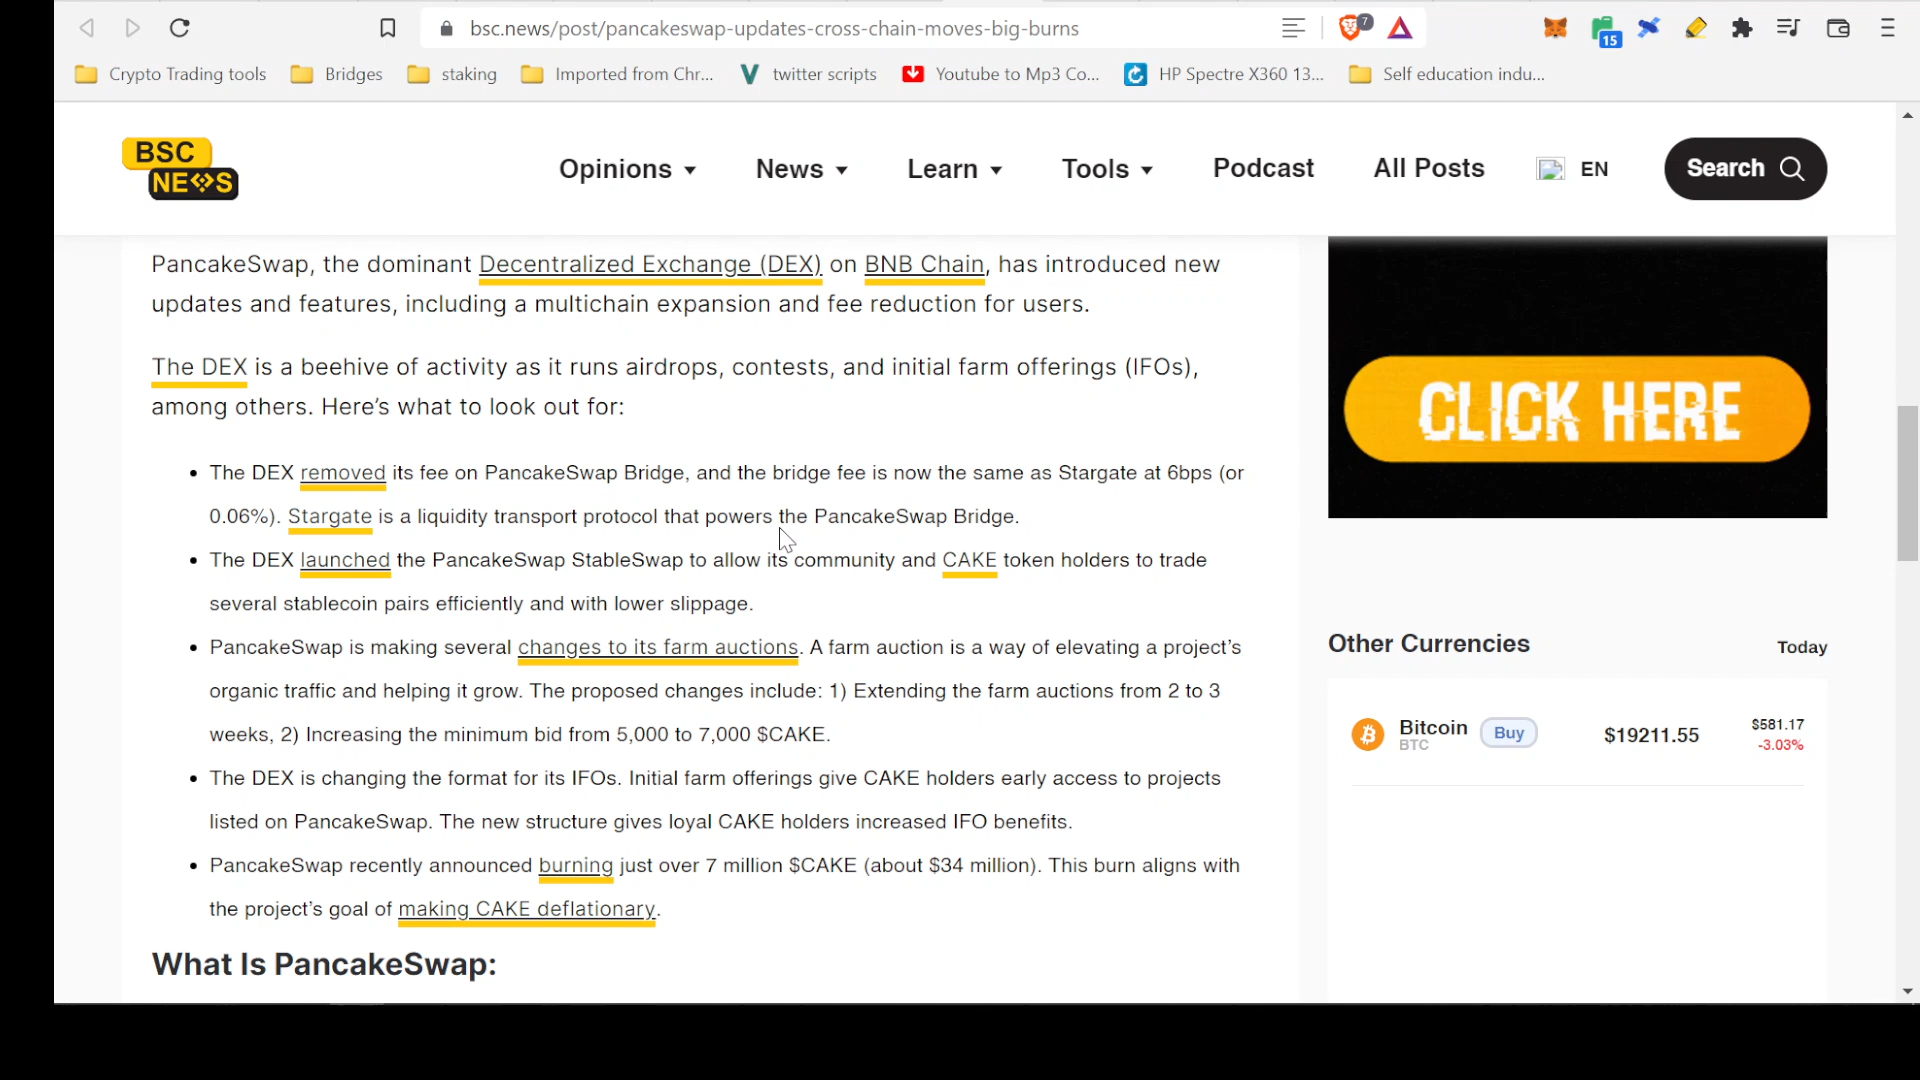 bsc.news/post/pancakeswap-updates-cross-chain-moves-big-burns
7
15
Crypto Trading tools
Bridges
staking
Imported from Chr...
twitter scripts
Youtube to Mp3 Co...
HP Spectre X360 13...
Self education indu...
BSC
NEWS
Opinions
News
Learn
Tools
Podcast
All Posts
EN
Search
PancakeSwap, the dominant Decentralized Exchange (DEX) on BNB Chain, has introduced new
updates and features, including a multichain expansion and fee reduction for users.
The DEX is a beehive of activity as it runs airdrops, contests, and initial farm offerings (IFOs),
among others. Here’s what to look out for:
• The DEX removed its fee on PancakeSwap Bridge, and the bridge fee is now the same as Stargate at 6bps (or
0.06%). Stargate is a liquidity transport protocol that powers the PancakeSwap Bridge.
• The DEX launched the PancakeSwap StableSwap to allow its community and CAKE token holders to trade
several stablecoin pairs efficiently and with lower slippage.
• PancakeSwap is making several changes to its farm auctions. A farm auction is a way of elevating a project’s
organic traffic and helping it grow. The proposed changes include: 1) Extending the farm auctions from 2 to 3
weeks, 2) Increasing the minimum bid from 5,000 to 7,000 $CAKE.
• The DEX is changing the format for its IFOs. Initial farm offerings give CAKE holders early access to projects
listed on PancakeSwap. The new structure gives loyal CAKE holders increased IFO benefits.
• PancakeSwap recently announced burning just over 7 million $CAKE (about $34 million). This burn aligns with
the project’s goal of making CAKE deflationary.
What Is PancakeSwap:
CLICK HERE
Other Currencies
Today
Bitcoin
BTC
Buy
$19211.55
$581.17
-3.03%